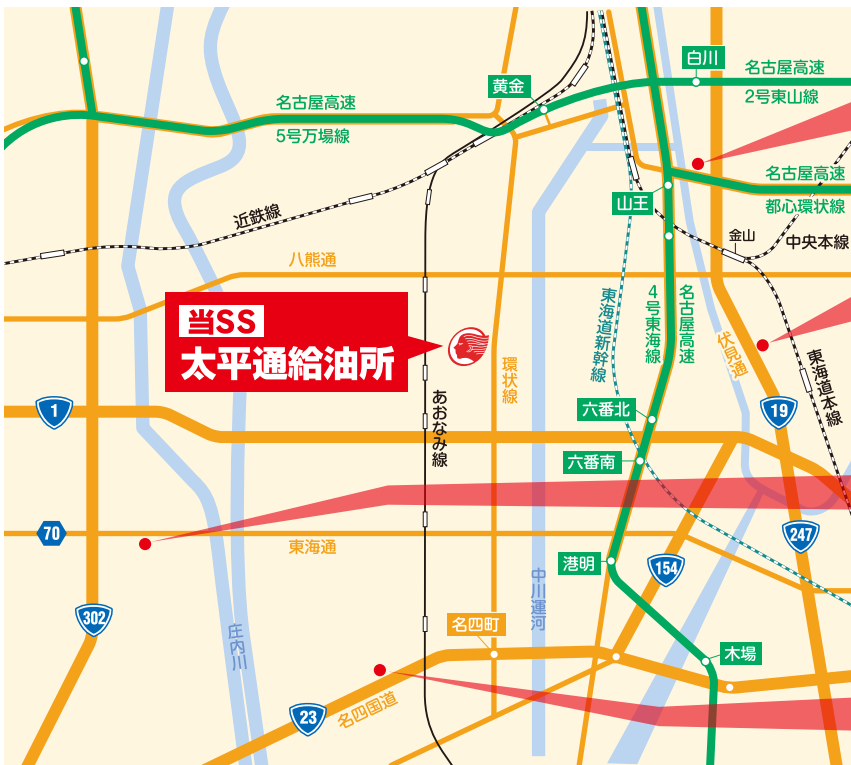 白川
名古屋高速
2号東山線
黄金
名古屋高速
5号万場線
名古屋高速
都心環状線
山王
近鉄線
金山
中央本線
八熊通
当SS
太平通給油所
東海道新幹線
4号東海線
名古屋高速
伏見通
東海道本線
環状線
あおなみ線
1
六番北
19
六番南
70
東海通
247
港明
154
中川運河
302
名四町
庄内川
木場
23
名四国道